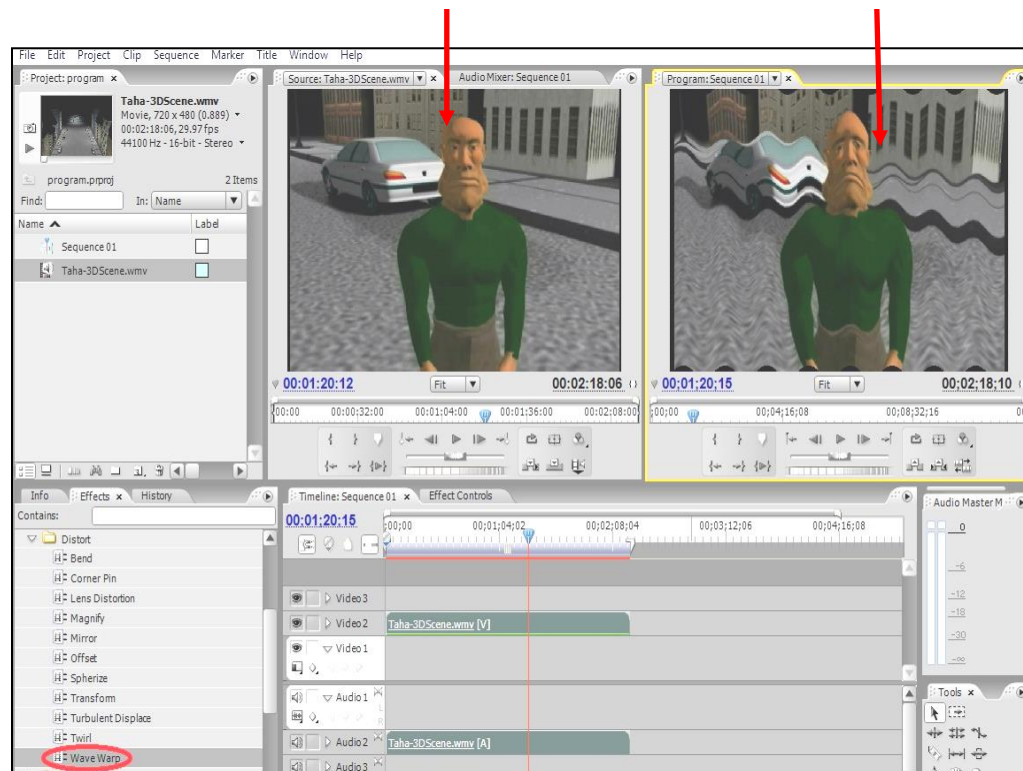 File Edit Project Clip Sequence Marker Title Window Help
Project: program
Taha-3DScene.wmv
Movie, 720 x 480 (0.889)
00:02:18:06, 29.97 fps
44100 Hz - 16-bit - Stereo
program.prproj
2 Items
Find:
In: Name
Name
Label
Sequence 01
Taha-3DScene.wmv
Source: Taha-3DScene.wmv
Audio Mixer: Sequence 01
00:01:20:12
Fit
00:02:18:06
00:00 00:00:32:00 00:01:04:00 00:01:36:00 00:02:08:00
Program: Sequence 01
00;01;20;15
Fit
00;02;18;10
;00;00 00;04;16;08 00;08;32;16
Info Effects History
Contains:
Distort
Bend
Corner Pin
Lens Distortion
Magnify
Mirror
Offset
Spherize
Transform
Turbulent Displace
Twirl
Wave Warp
Timeline: Sequence 01 Effect Controls
00;01;20;15
;00;00 00;01;04;02 00;02;08;04 00;03;12;06 00;04;16;08
Video 3
Video 2
Taha-3DScene.wmv [V]
Video 1
Audio 1
L
R
Audio 2
Taha-3DScene.wmv [A]
Audio 3
Audio Master M
0
-6
-12
-18
-30
-∞
Tools